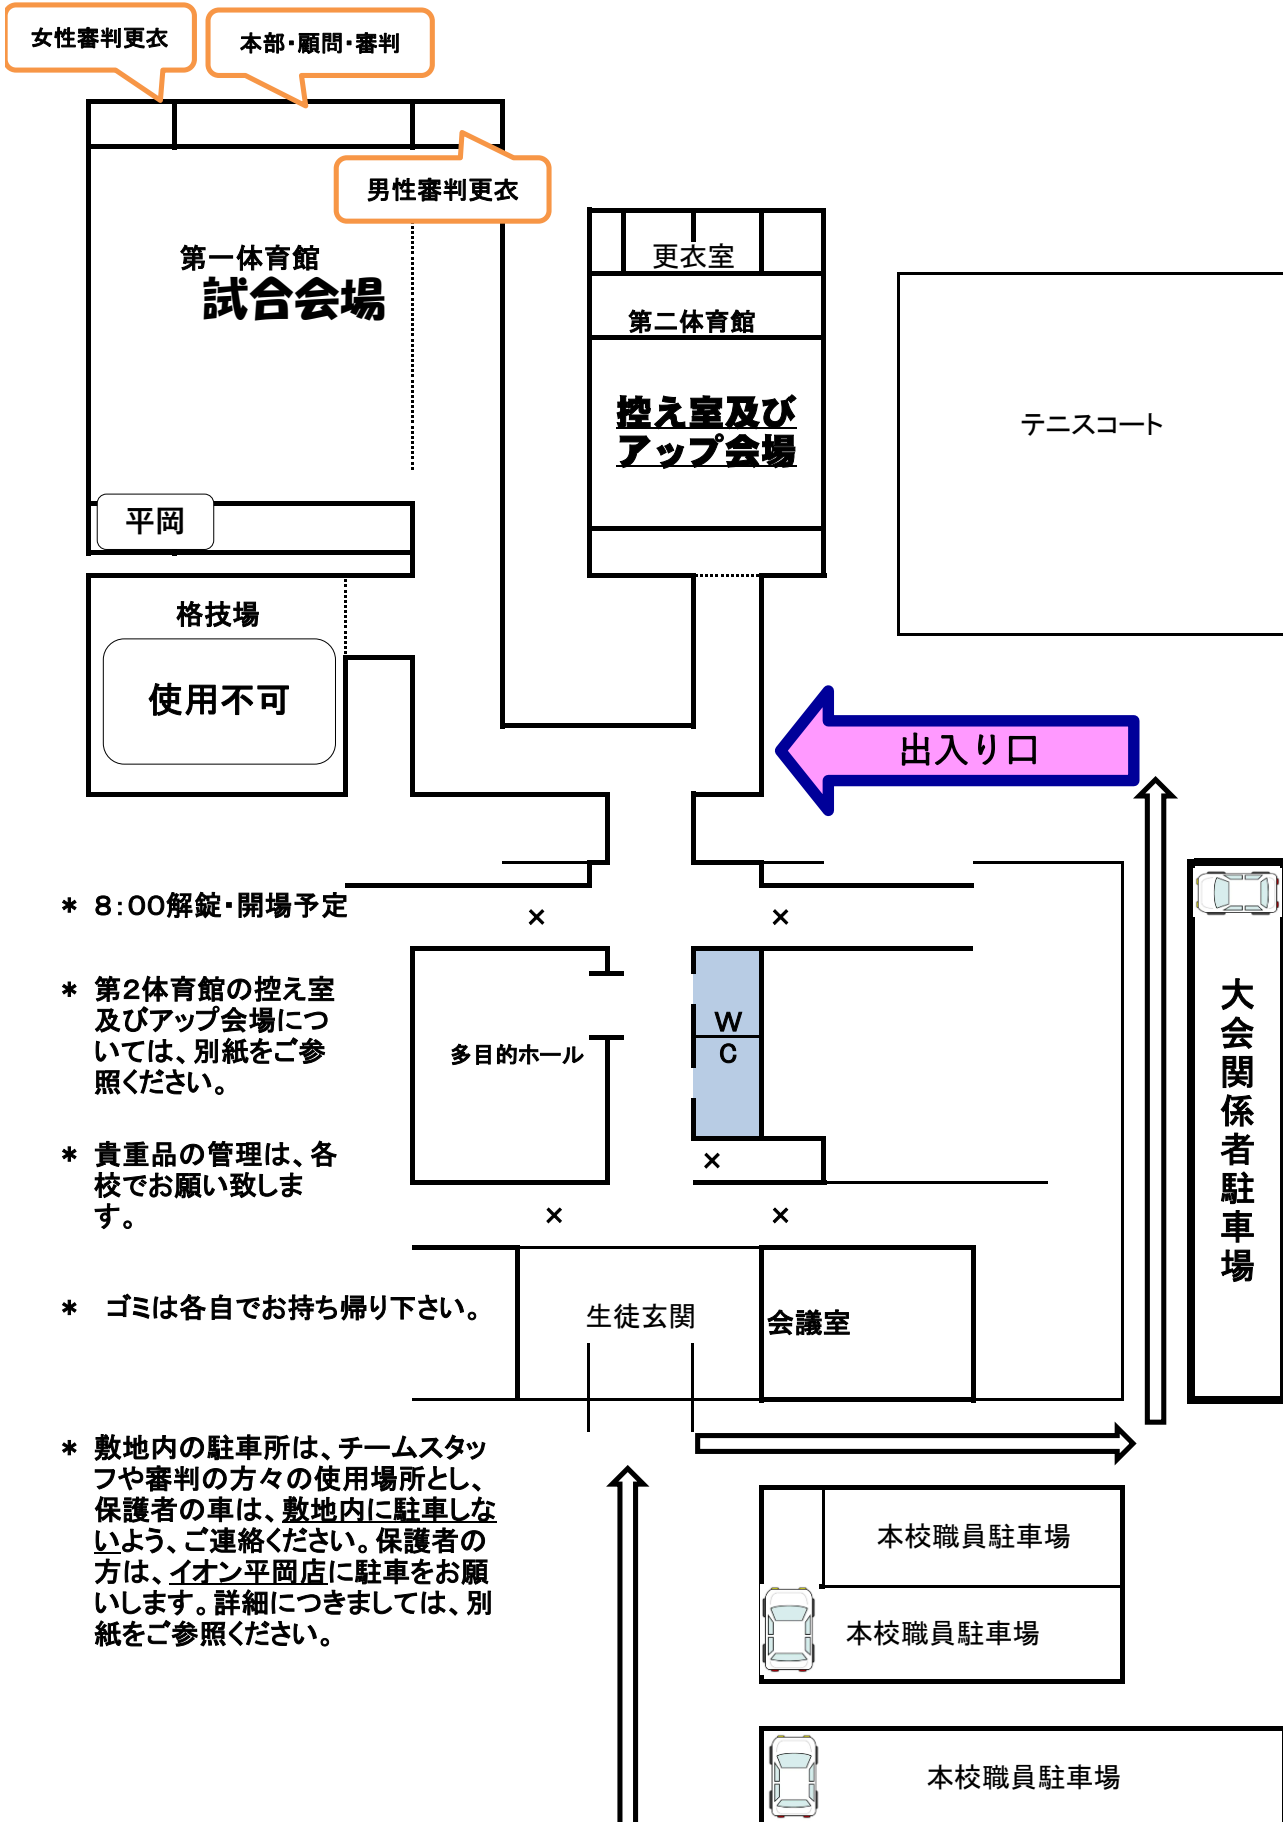 女性審判更衣
本部・顧問・審判
男性審判更衣
第一体育館
試合会場
更衣室
第二体育館
控え室及び
アップ会場
テニスコート
平岡
格技場
使用不可
出入り口
* 8:00解錠・開場予定
×
×
* 第2体育館の控え室
及びアップ会場につ
いては、別紙をご参
照ください。
多目的ホール
W
C
大会関係者駐車場
* 貴重品の管理は、各
校でお願い致しま
す。
×
×
×
* ゴミは各自でお持ち帰り下さい。
生徒玄関
会議室
* 敷地内の駐車所は、チームスタッ
フや審判の方々の使用場所とし、
保護者の車は、敷地内に駐車しな
いよう、ご連絡ください。保護者の
方は、イオン平岡店に駐車をお願
いします。詳細につきましては、別
紙をご参照ください。
本校職員駐車場
本校職員駐車場
本校職員駐車場